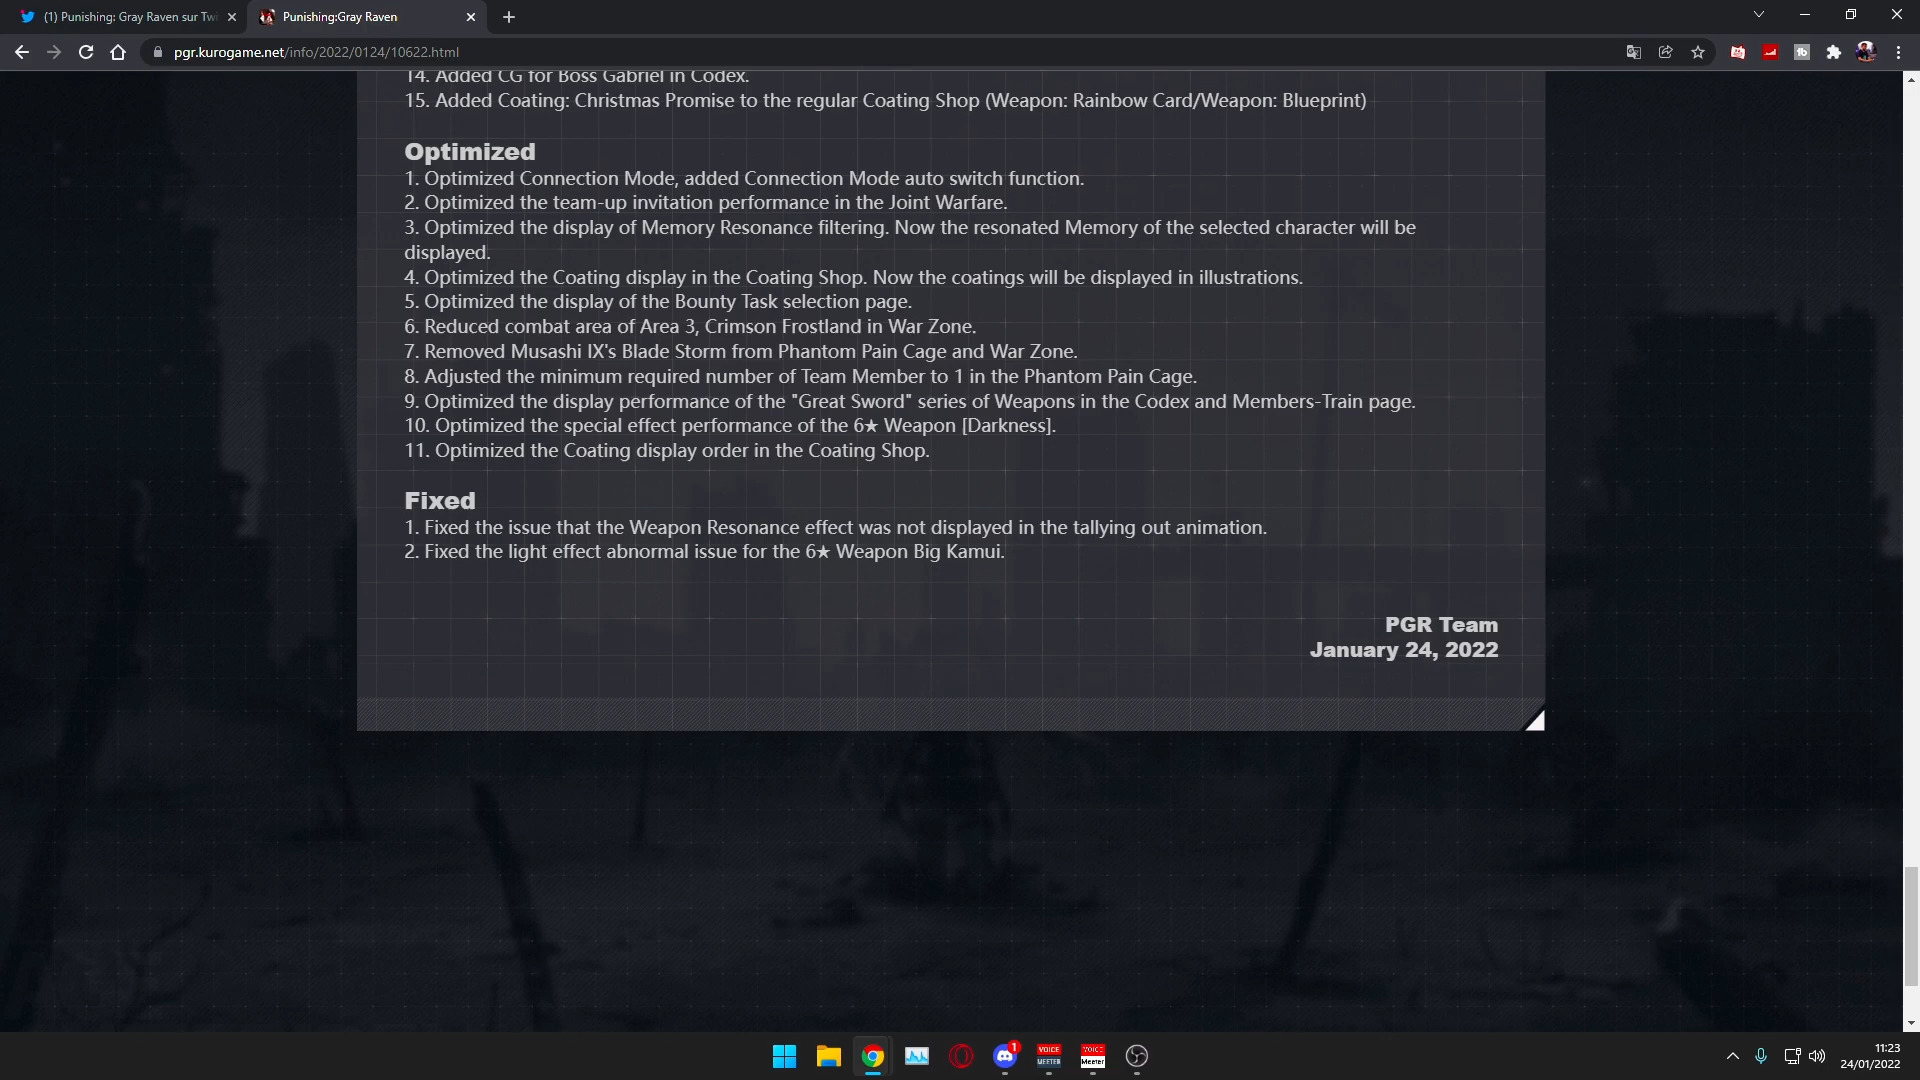 (1) Punishing: Gray Raven sur Twi
Punishing:Gray Raven
pgr.kurogame.net/info/2022/0124/10622.html
14. Added CG for Boss Gabriel in Codex.
15. Added Coating: Christmas Promise to the regular Coating Shop (Weapon: Rainbow Card/Weapon: Blueprint)
Optimized
1. Optimized Connection Mode, added Connection Mode auto switch function.
2. Optimized the team-up invitation performance in the Joint Warfare.
3. Optimized the display of Memory Resonance filtering. Now the resonated Memory of the selected character will be
displayed.
4. Optimized the Coating display in the Coating Shop. Now the coatings will be displayed in illustrations.
5. Optimized the display of the Bounty Task selection page.
6. Reduced combat area of Area 3, Crimson Frostland in War Zone.
7. Removed Musashi IX's Blade Storm from Phantom Pain Cage and War Zone.
8. Adjusted the minimum required number of Team Member to 1 in the Phantom Pain Cage.
9. Optimized the display performance of the "Great Sword" series of Weapons in the Codex and Members-Train page.
10. Optimized the special effect performance of the 6★ Weapon [Darkness].
11. Optimized the Coating display order in the Coating Shop.
Fixed
1. Fixed the issue that the Weapon Resonance effect was not displayed in the tallying out animation.
2. Fixed the light effect abnormal issue for the 6★ Weapon Big Kamui.
PGR Team
January 24, 2022
1
VOICE
MEETER
VOICE
Meeter
11:23
24/01/2022